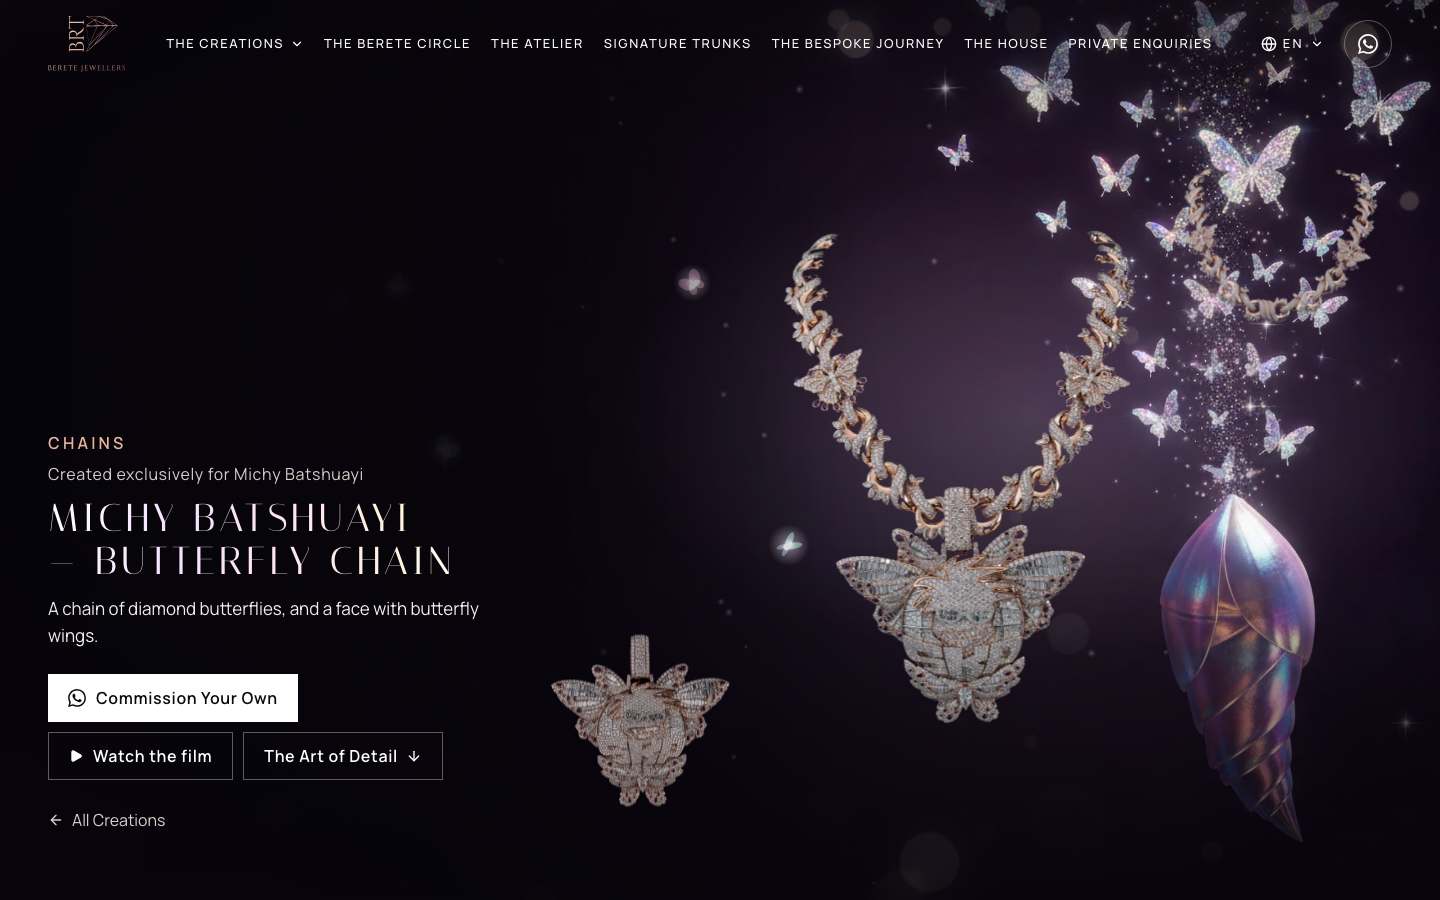 BRT
BERETE JEWELLERS
THE CREATIONS
THE BERETE CIRCLE
THE ATELIER
SIGNATURE TRUNKS
THE BESPOKE JOURNEY
THE HOUSE
PRIVATE ENQUIRIES
EN
CHAINS
Created exclusively for Michy Batshuayi
MICHY BATSHUAYI
– BUTTERFLY CHAIN
A chain of diamond butterflies, and a face with butterfly
wings.
Commission Your Own
Watch the film
The Art of Detail
All Creations